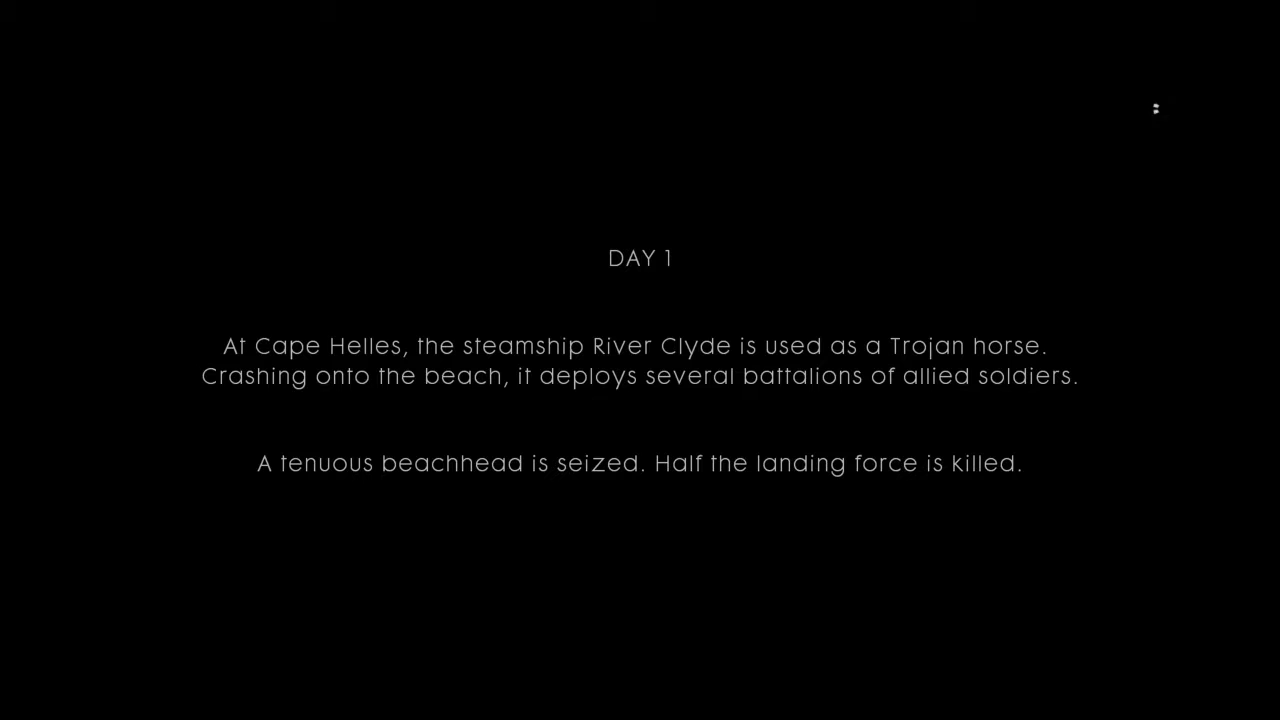 DAY 1
At Cape Helles, the steamship River Clyde is used as a Trojan horse.
Crashing onto the beach, it deploys several battalions of allied soldiers.
A tenuous beachhead is seized. Half the landing force is killed.